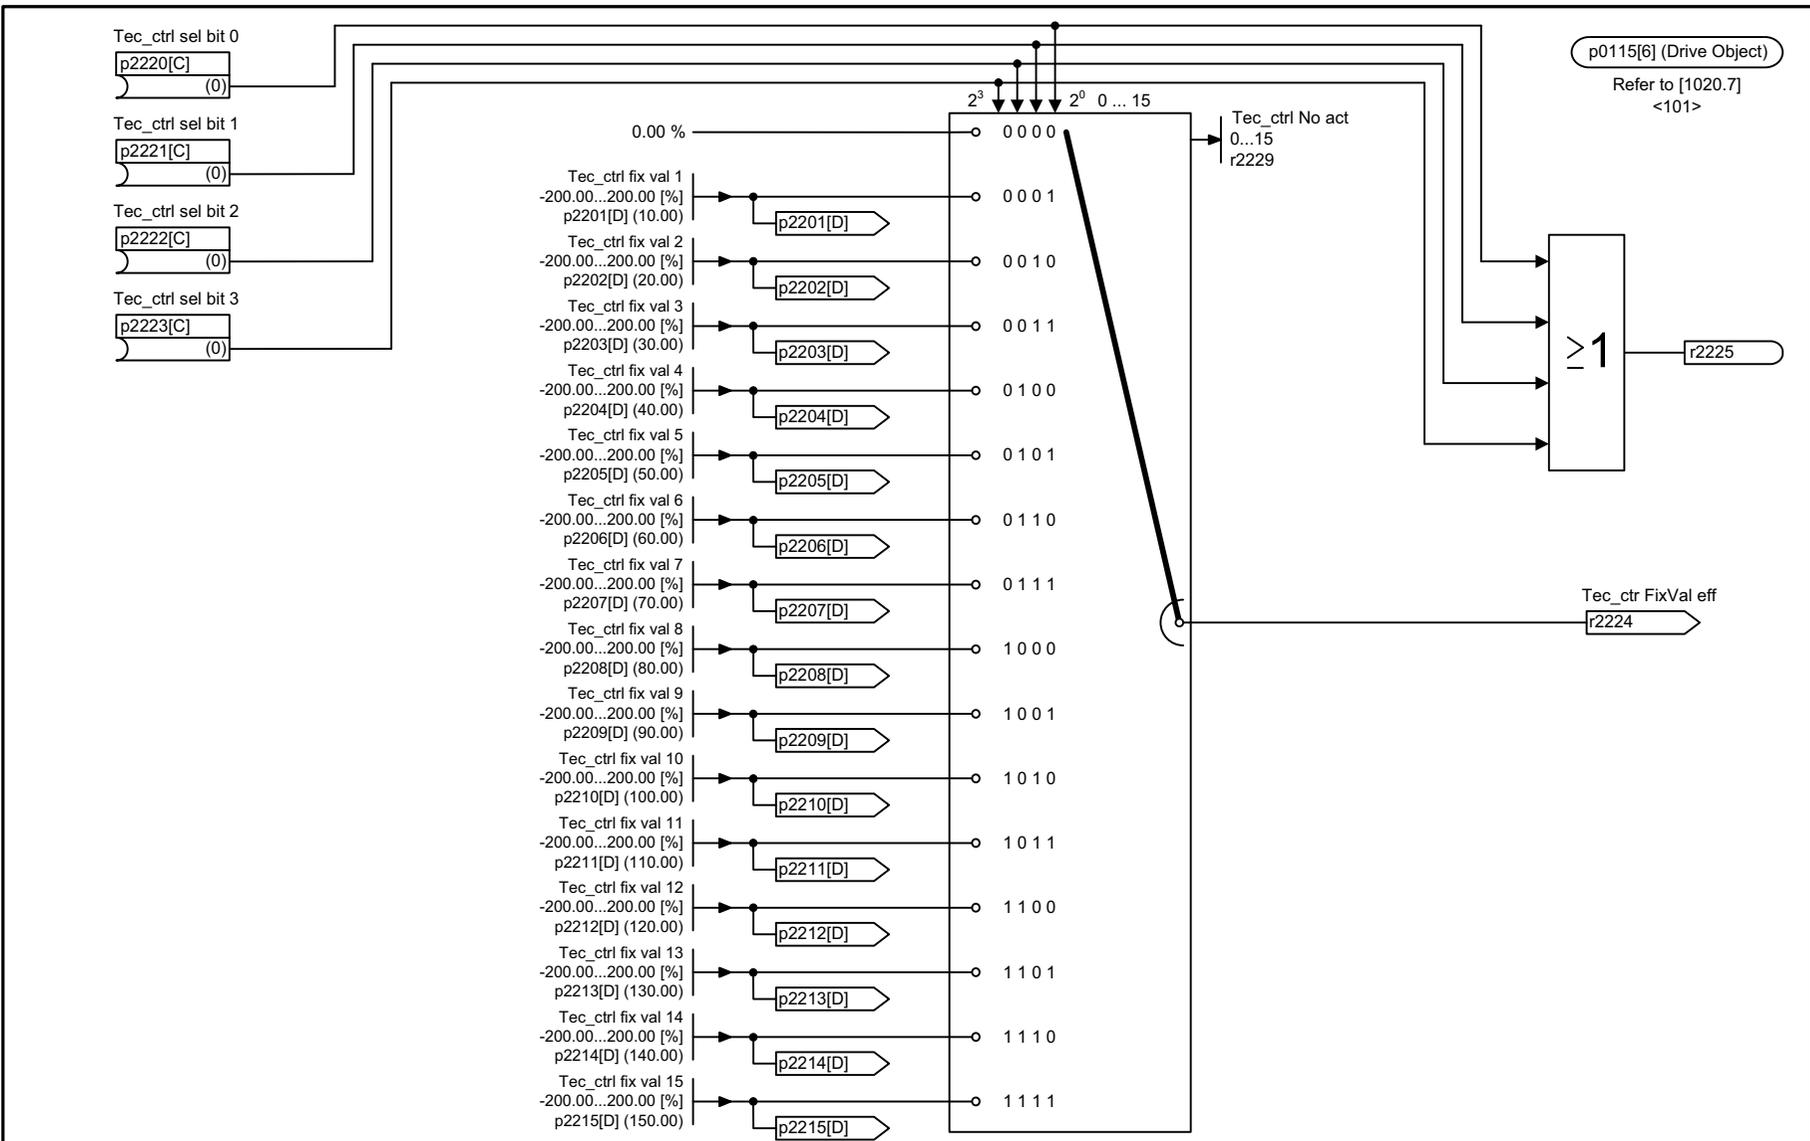 Tec_ctrl sel bit 0
p2220[C]
(0)
Tec_ctrl sel bit 1
p2221[C]
(0)
Tec_ctrl sel bit 2
p2222[C]
(0)
Tec_ctrl sel bit 3
p2223[C]
(0)
p0115[6] (Drive Object)
Refer to [1020.7]
<101>
2³ 2⁰ 0 ... 15
0.00 % 0 0 0 0
Tec_ctrl No act
0...15
r2229
Tec_ctrl fix val 1
-200.00...200.00 [%] 0 0 0 1
p2201[D] (10.00) p2201[D]
Tec_ctrl fix val 2
-200.00...200.00 [%] 0 0 1 0
p2202[D] (20.00) p2202[D]
Tec_ctrl fix val 3
-200.00...200.00 [%] 0 0 1 1
p2203[D] (30.00) p2203[D]
Tec_ctrl fix val 4
-200.00...200.00 [%] 0 1 0 0
p2204[D] (40.00) p2204[D]
Tec_ctrl fix val 5
-200.00...200.00 [%] 0 1 0 1
p2205[D] (50.00) p2205[D]
Tec_ctrl fix val 6
-200.00...200.00 [%] 0 1 1 0
p2206[D] (60.00) p2206[D]
Tec_ctrl fix val 7
-200.00...200.00 [%] 0 1 1 1
p2207[D] (70.00) p2207[D]
Tec_ctrl fix val 8
-200.00...200.00 [%] 1 0 0 0
p2208[D] (80.00) p2208[D]
Tec_ctrl fix val 9
-200.00...200.00 [%] 1 0 0 1
p2209[D] (90.00) p2209[D]
Tec_ctrl fix val 10
-200.00...200.00 [%] 1 0 1 0
p2210[D] (100.00) p2210[D]
Tec_ctrl fix val 11
-200.00...200.00 [%] 1 0 1 1
p2211[D] (110.00) p2211[D]
Tec_ctrl fix val 12
-200.00...200.00 [%] 1 1 0 0
p2212[D] (120.00) p2212[D]
Tec_ctrl fix val 13
-200.00...200.00 [%] 1 1 0 1
p2213[D] (130.00) p2213[D]
Tec_ctrl fix val 14
-200.00...200.00 [%] 1 1 1 0
p2214[D] (140.00) p2214[D]
Tec_ctrl fix val 15
-200.00...200.00 [%] 1 1 1 1
p2215[D] (150.00) p2215[D]
≥1
r2225
Tec_ctr FixVal eff
r2224